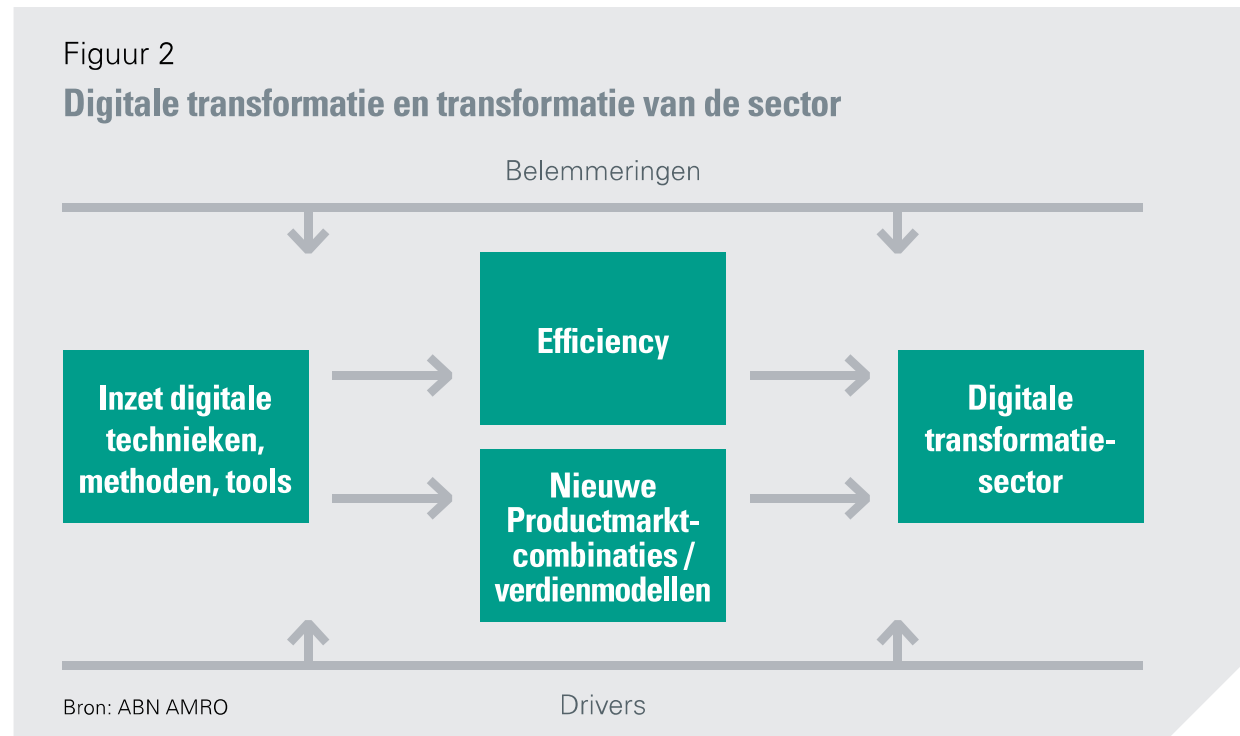 Figuur 2
Digitale transformatie en transformatie van de sector
Belemmeringen
Efficiency
Inzet digitale
technieken,
methoden, tools
Nieuwe
Productmarkt-
combinaties /
verdienmodellen
Digitale
transformatie-
sector
Drivers
Bron: ABN AMRO